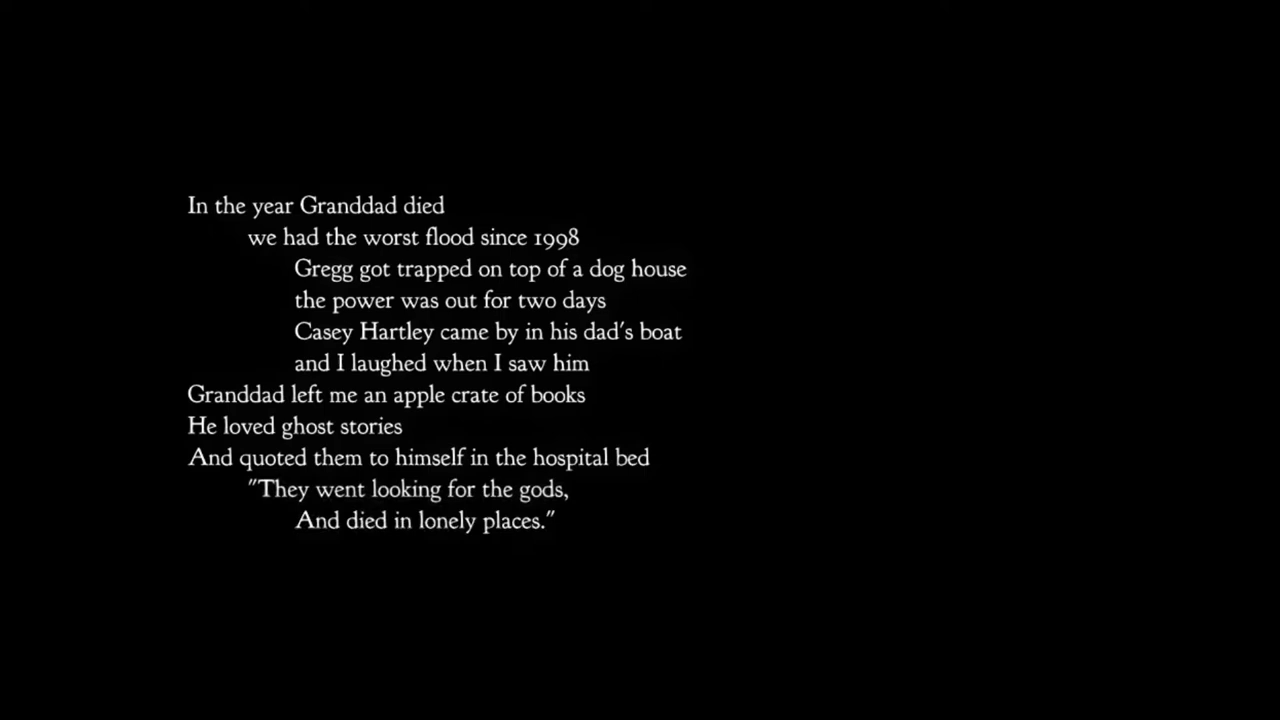 In the year Granddad died
we had the worst flood since 1998
Gregg got trapped on top of a dog house
the power was out for two days
Casey Hartley came by in his dad's boat
and I laughed when I saw him
Granddad left me an apple crate of books
He loved ghost stories
And quoted them to himself in the hospital bed
"They went looking for the gods,
And died in lonely places."